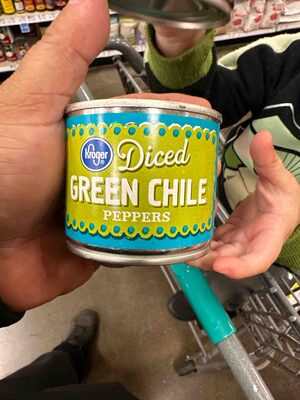 Kroger
Diced
GREEN CHILE
PEPPERS